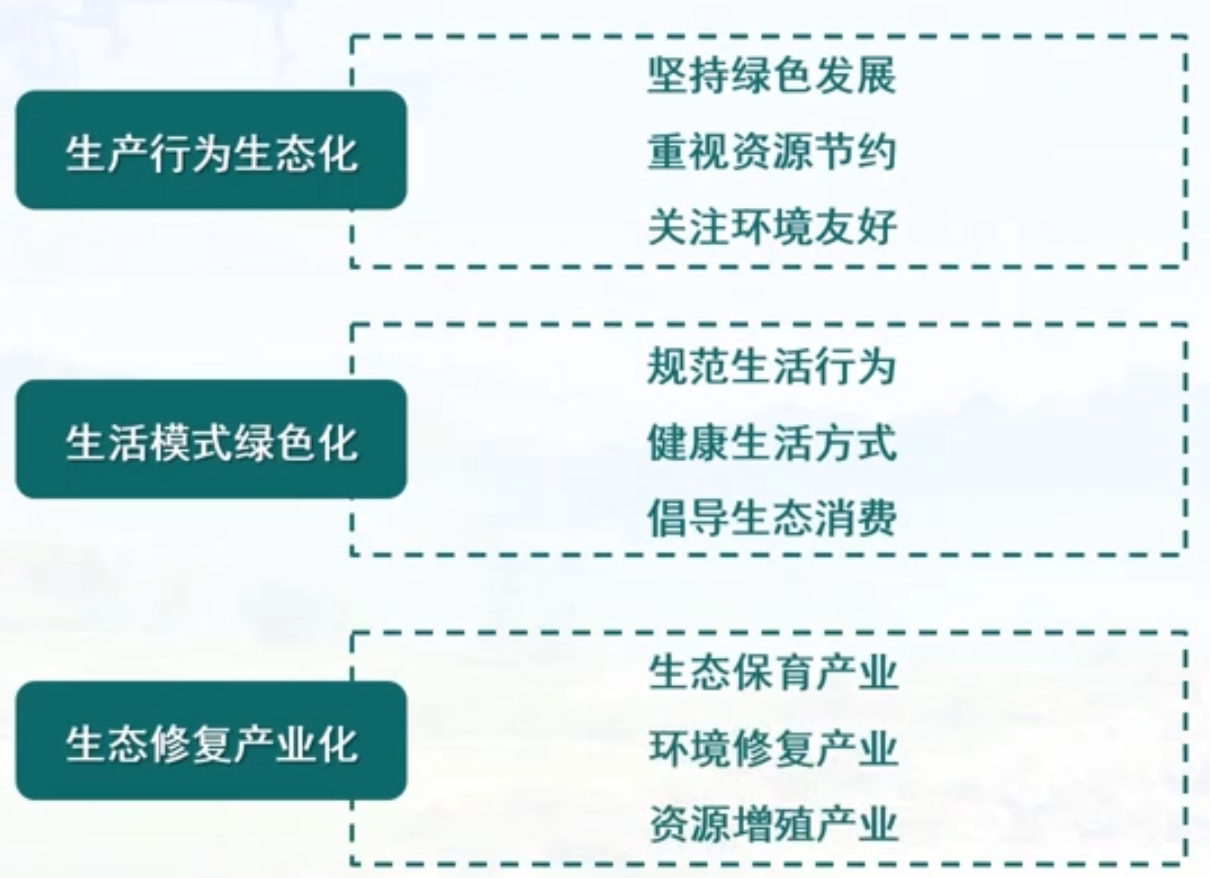 生产行为生态化
坚持绿色发展
重视资源节约
关注环境友好
生活模式绿色化
规范生活行为
健康生活方式
倡导生态消费
生态修复产业化
生态保育产业
环境修复产业
资源增殖产业